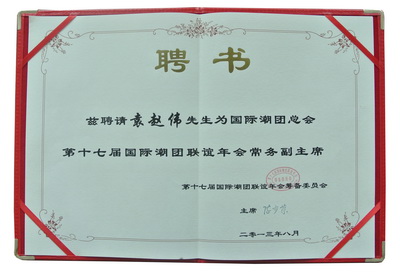 聘书
兹聘请袁赵伟先生为国际潮团总会
第十七届国际潮团联谊年会常务副主席
第十七届国际潮团联谊年会筹备委员会
主席
二零一三年八月